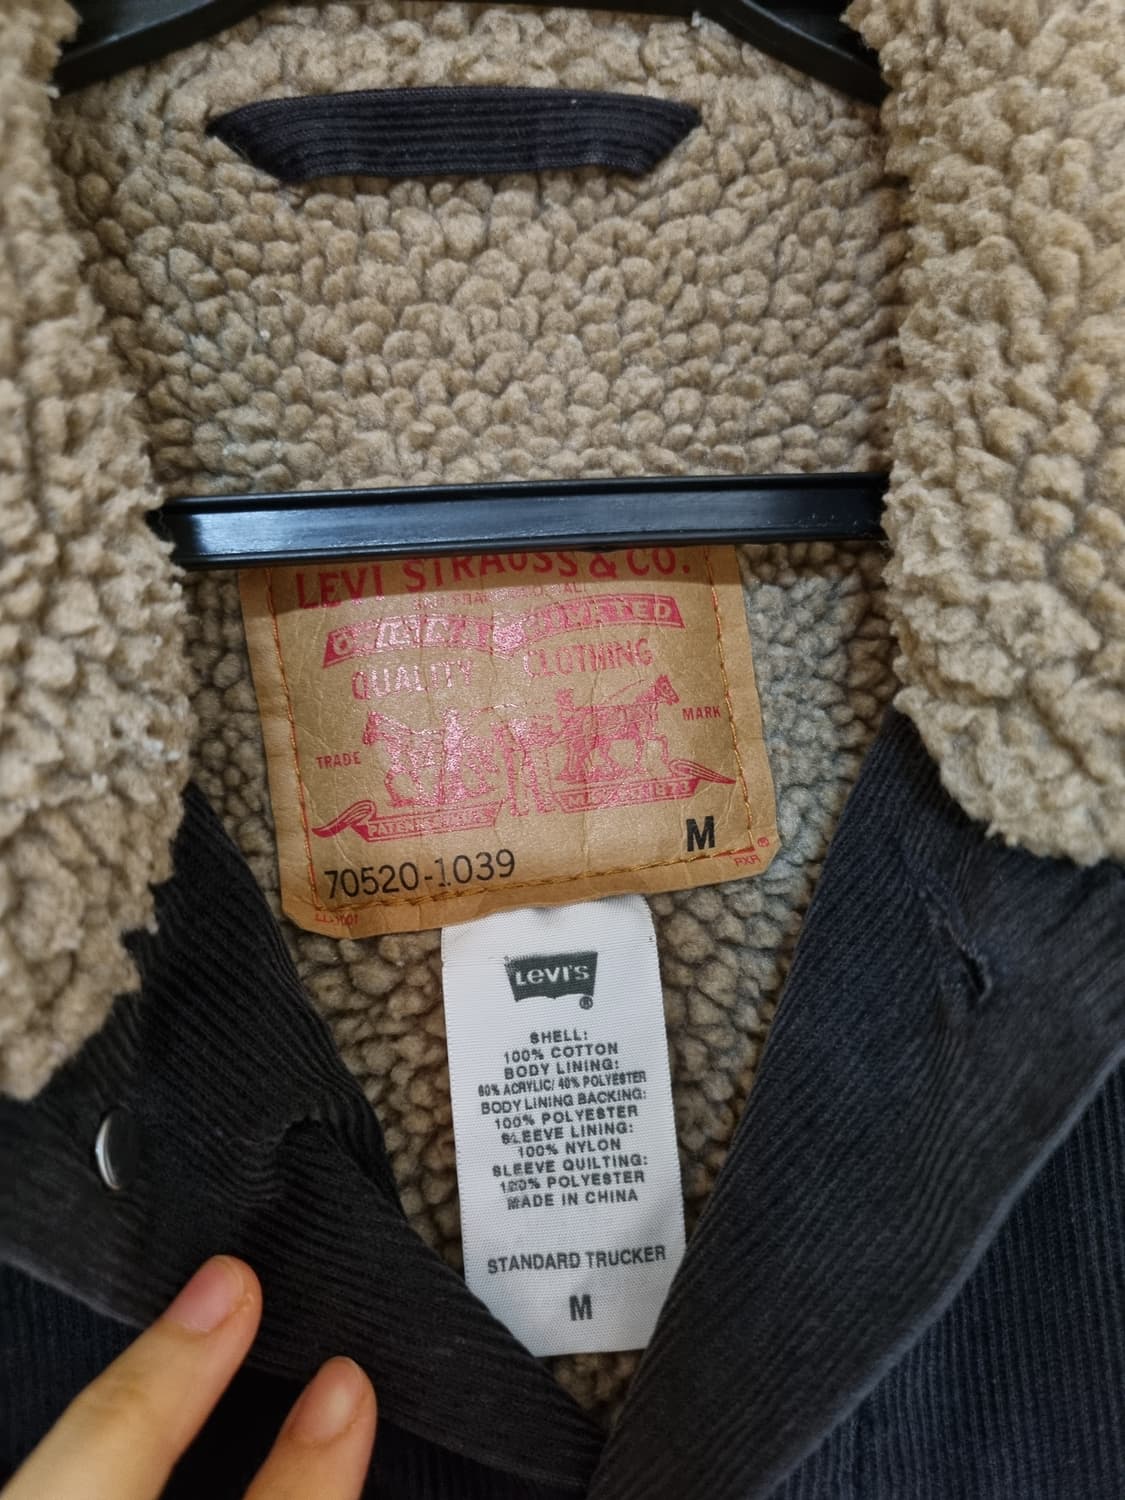 LEVI STRAUSS & CO.
QUALITY CLOTHING
TRADE MARK
M
70520-1039
RXR ®
LEVI'S
®
SHELL:
100% COTTON
BODY LINING:
60% ACRYLIC/ 40% POLYESTER
BODY LINING BACKING:
100% POLYESTER
SLEEVE LINING:
100% NYLON
SLEEVE QUILTING:
100% POLYESTER
MADE IN CHINA
STANDARD TRUCKER
M